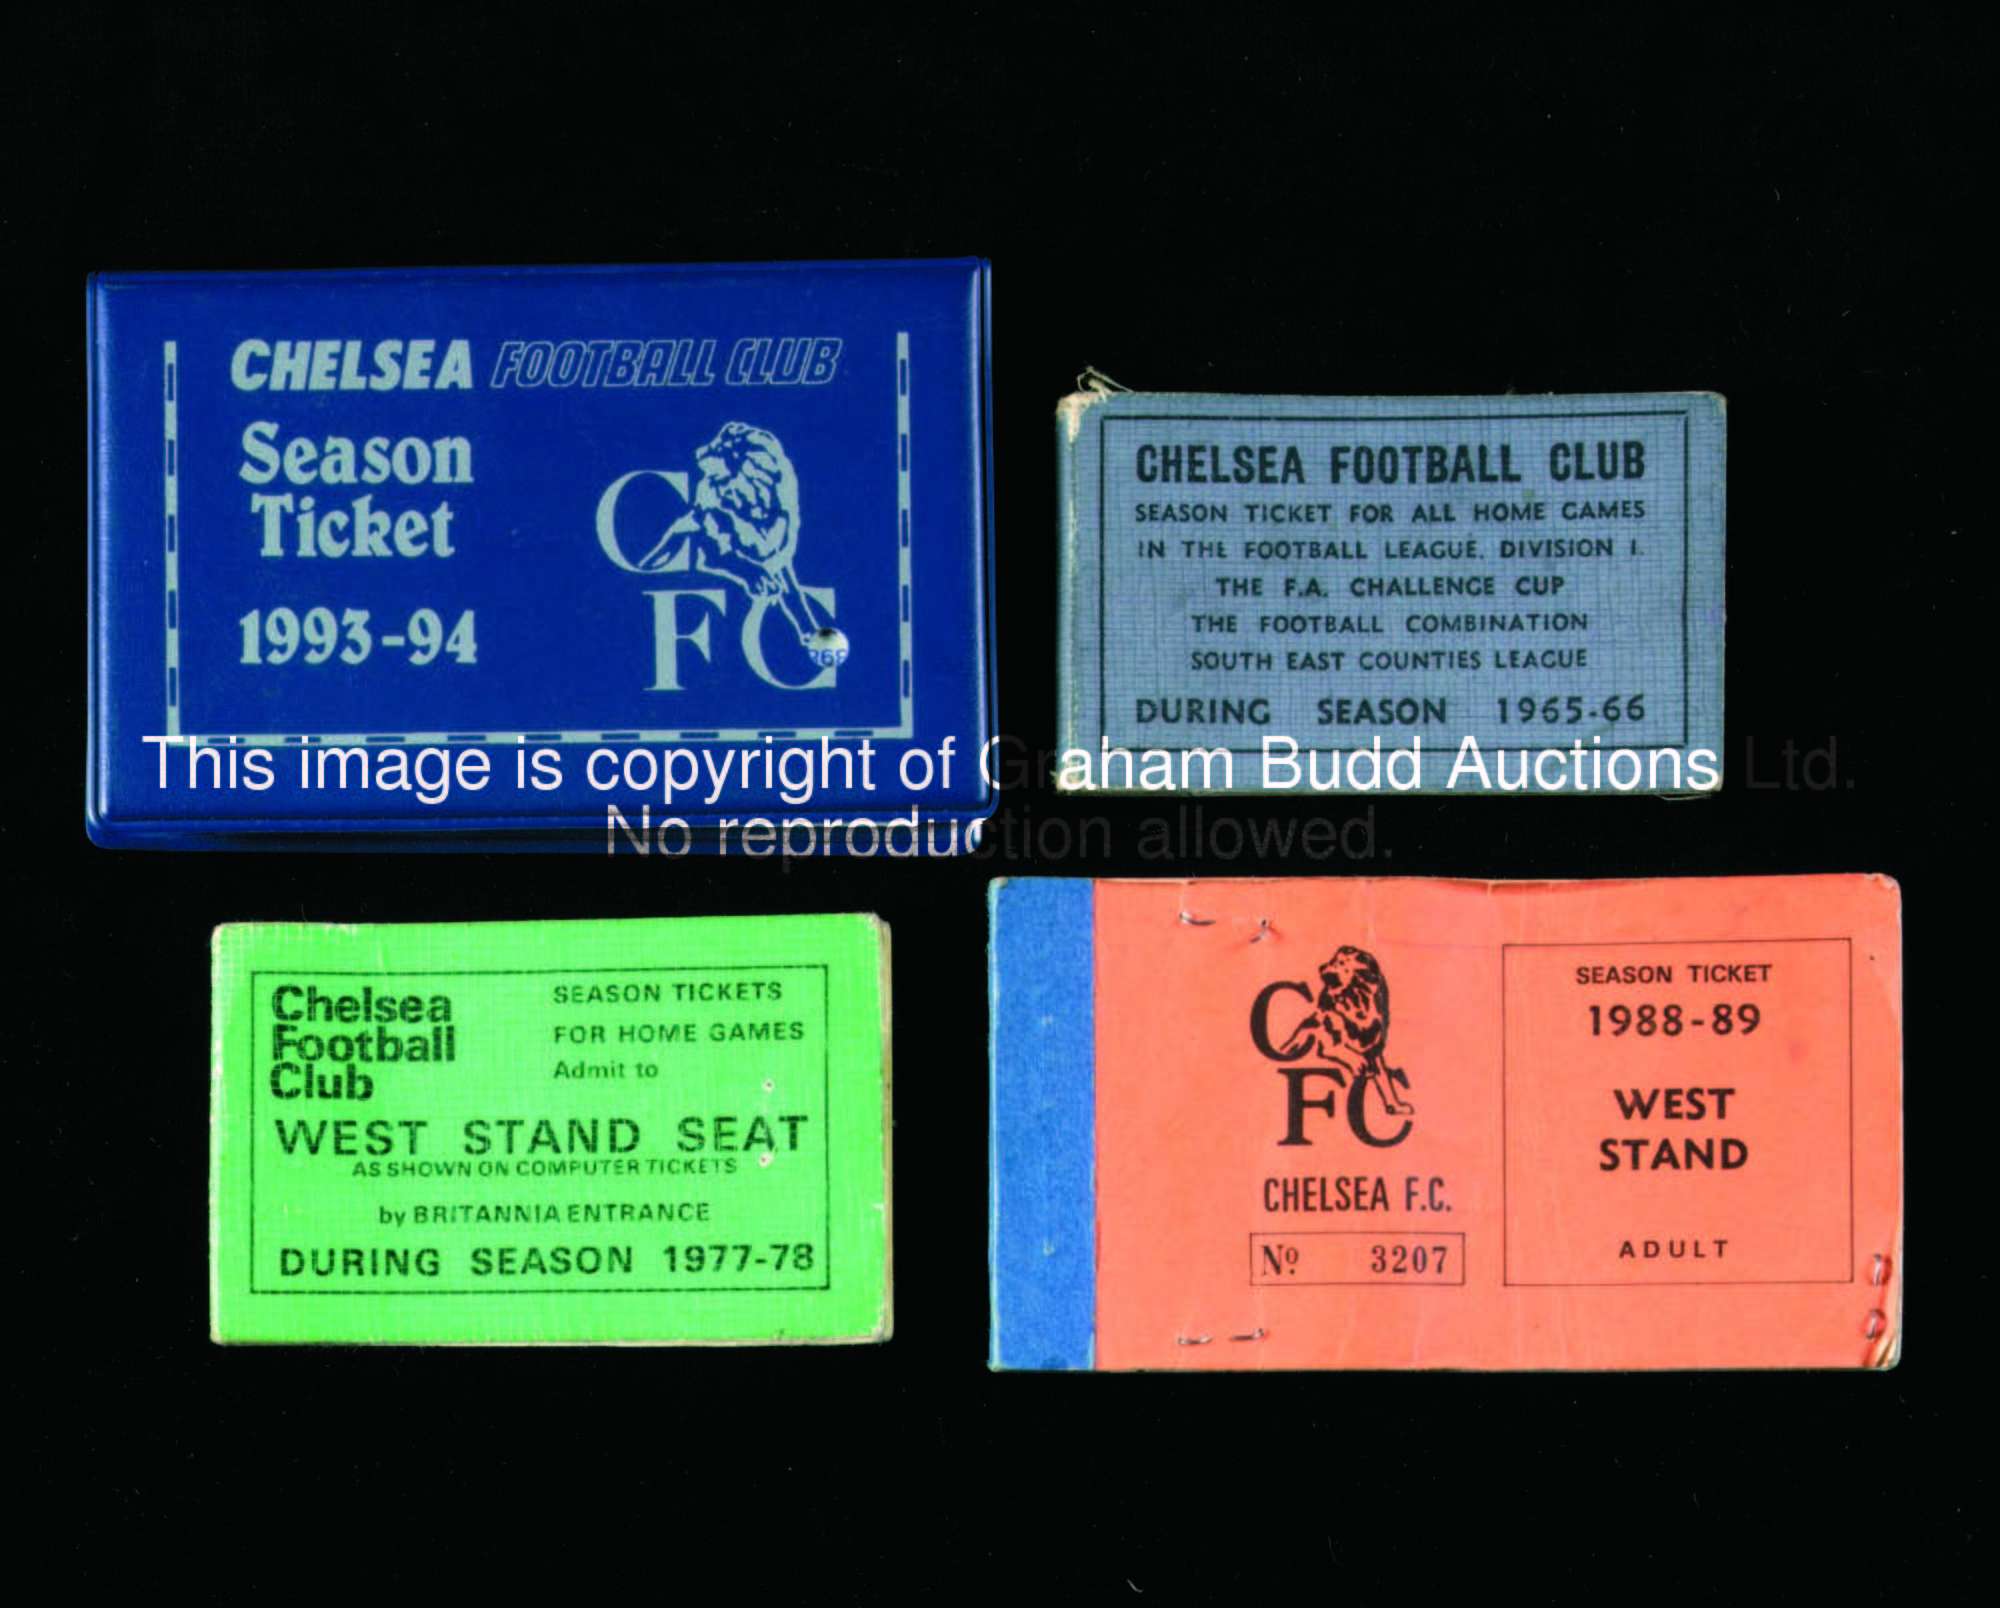 CHELSEA FOOTBALL CLUB
Season
Ticket
1993-94
C
FC
CHELSEA FOOTBALL CLUB
SEASON TICKET FOR ALL HOME GAMES
IN THE FOOTBALL LEAGUE. DIVISION I.
THE F.A. CHALLENGE CUP
THE FOOTBALL COMBINATION
SOUTH EAST COUNTIES LEAGUE
DURING SEASON 1965-66
This image is copyright of Graham Budd Auctions Ltd.
No reproduction allowed.
Chelsea
Football
Club
SEASON TICKETS
FOR HOME GAMES
Admit to
WEST STAND SEAT
AS SHOWN ON COMPUTER TICKETS
by BRITANNIA ENTRANCE
DURING SEASON 1977-78
C
FC
CHELSEA F.C.
Nº 3207
SEASON TICKET
1988-89
WEST
STAND
ADULT